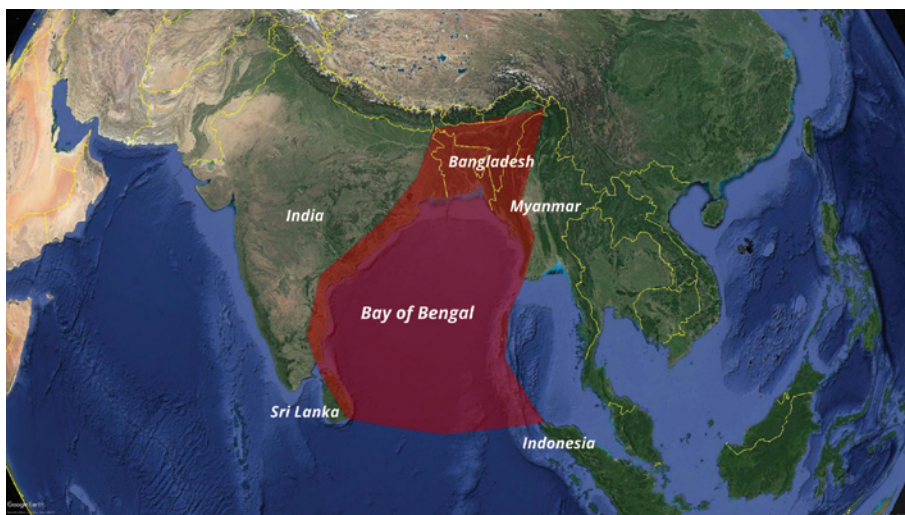 Bangladesh
India
Myanmar
Bay of Bengal
Sri Lanka
Indonesia
Google Earth